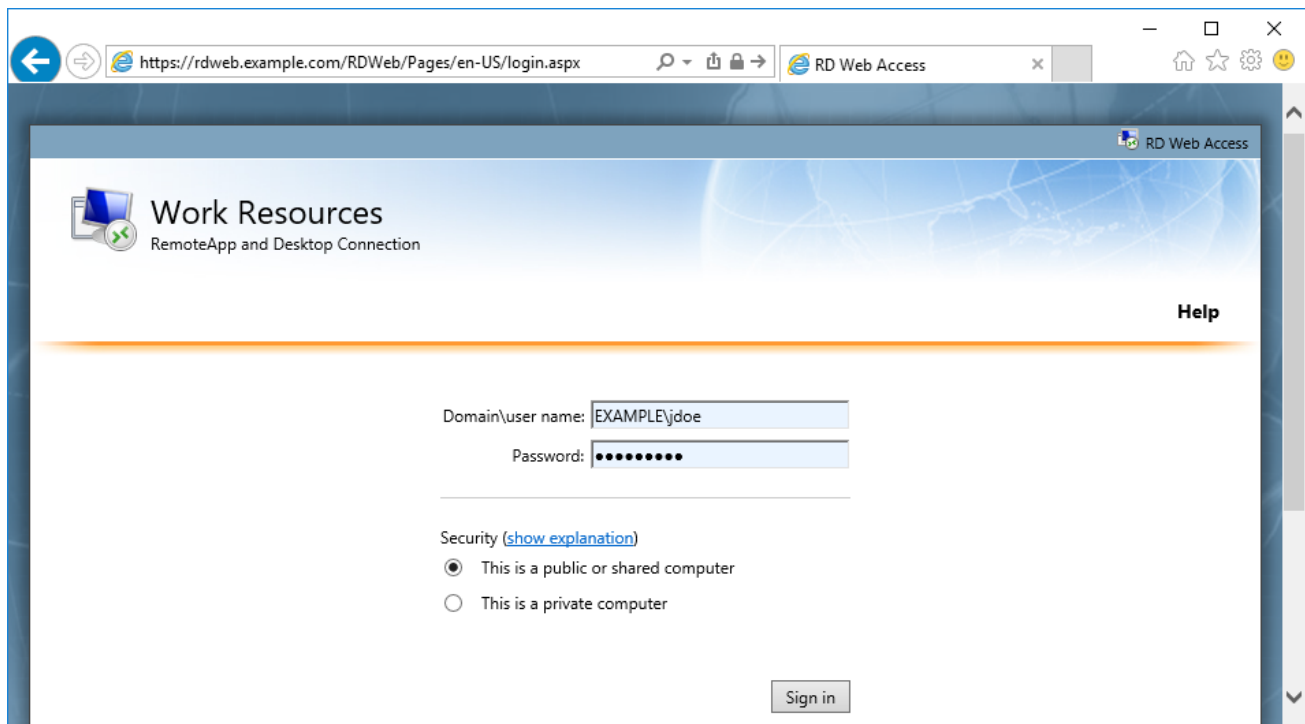 https://rdweb.example.com/RDWeb/Pages/en-US/login.aspx
RD Web Access
RD Web Access
Work Resources
RemoteApp and Desktop Connection
Help
Domain\user name: EXAMPLE\jdoe
Password: •••••••••
Security (show explanation)
This is a public or shared computer
This is a private computer
Sign in